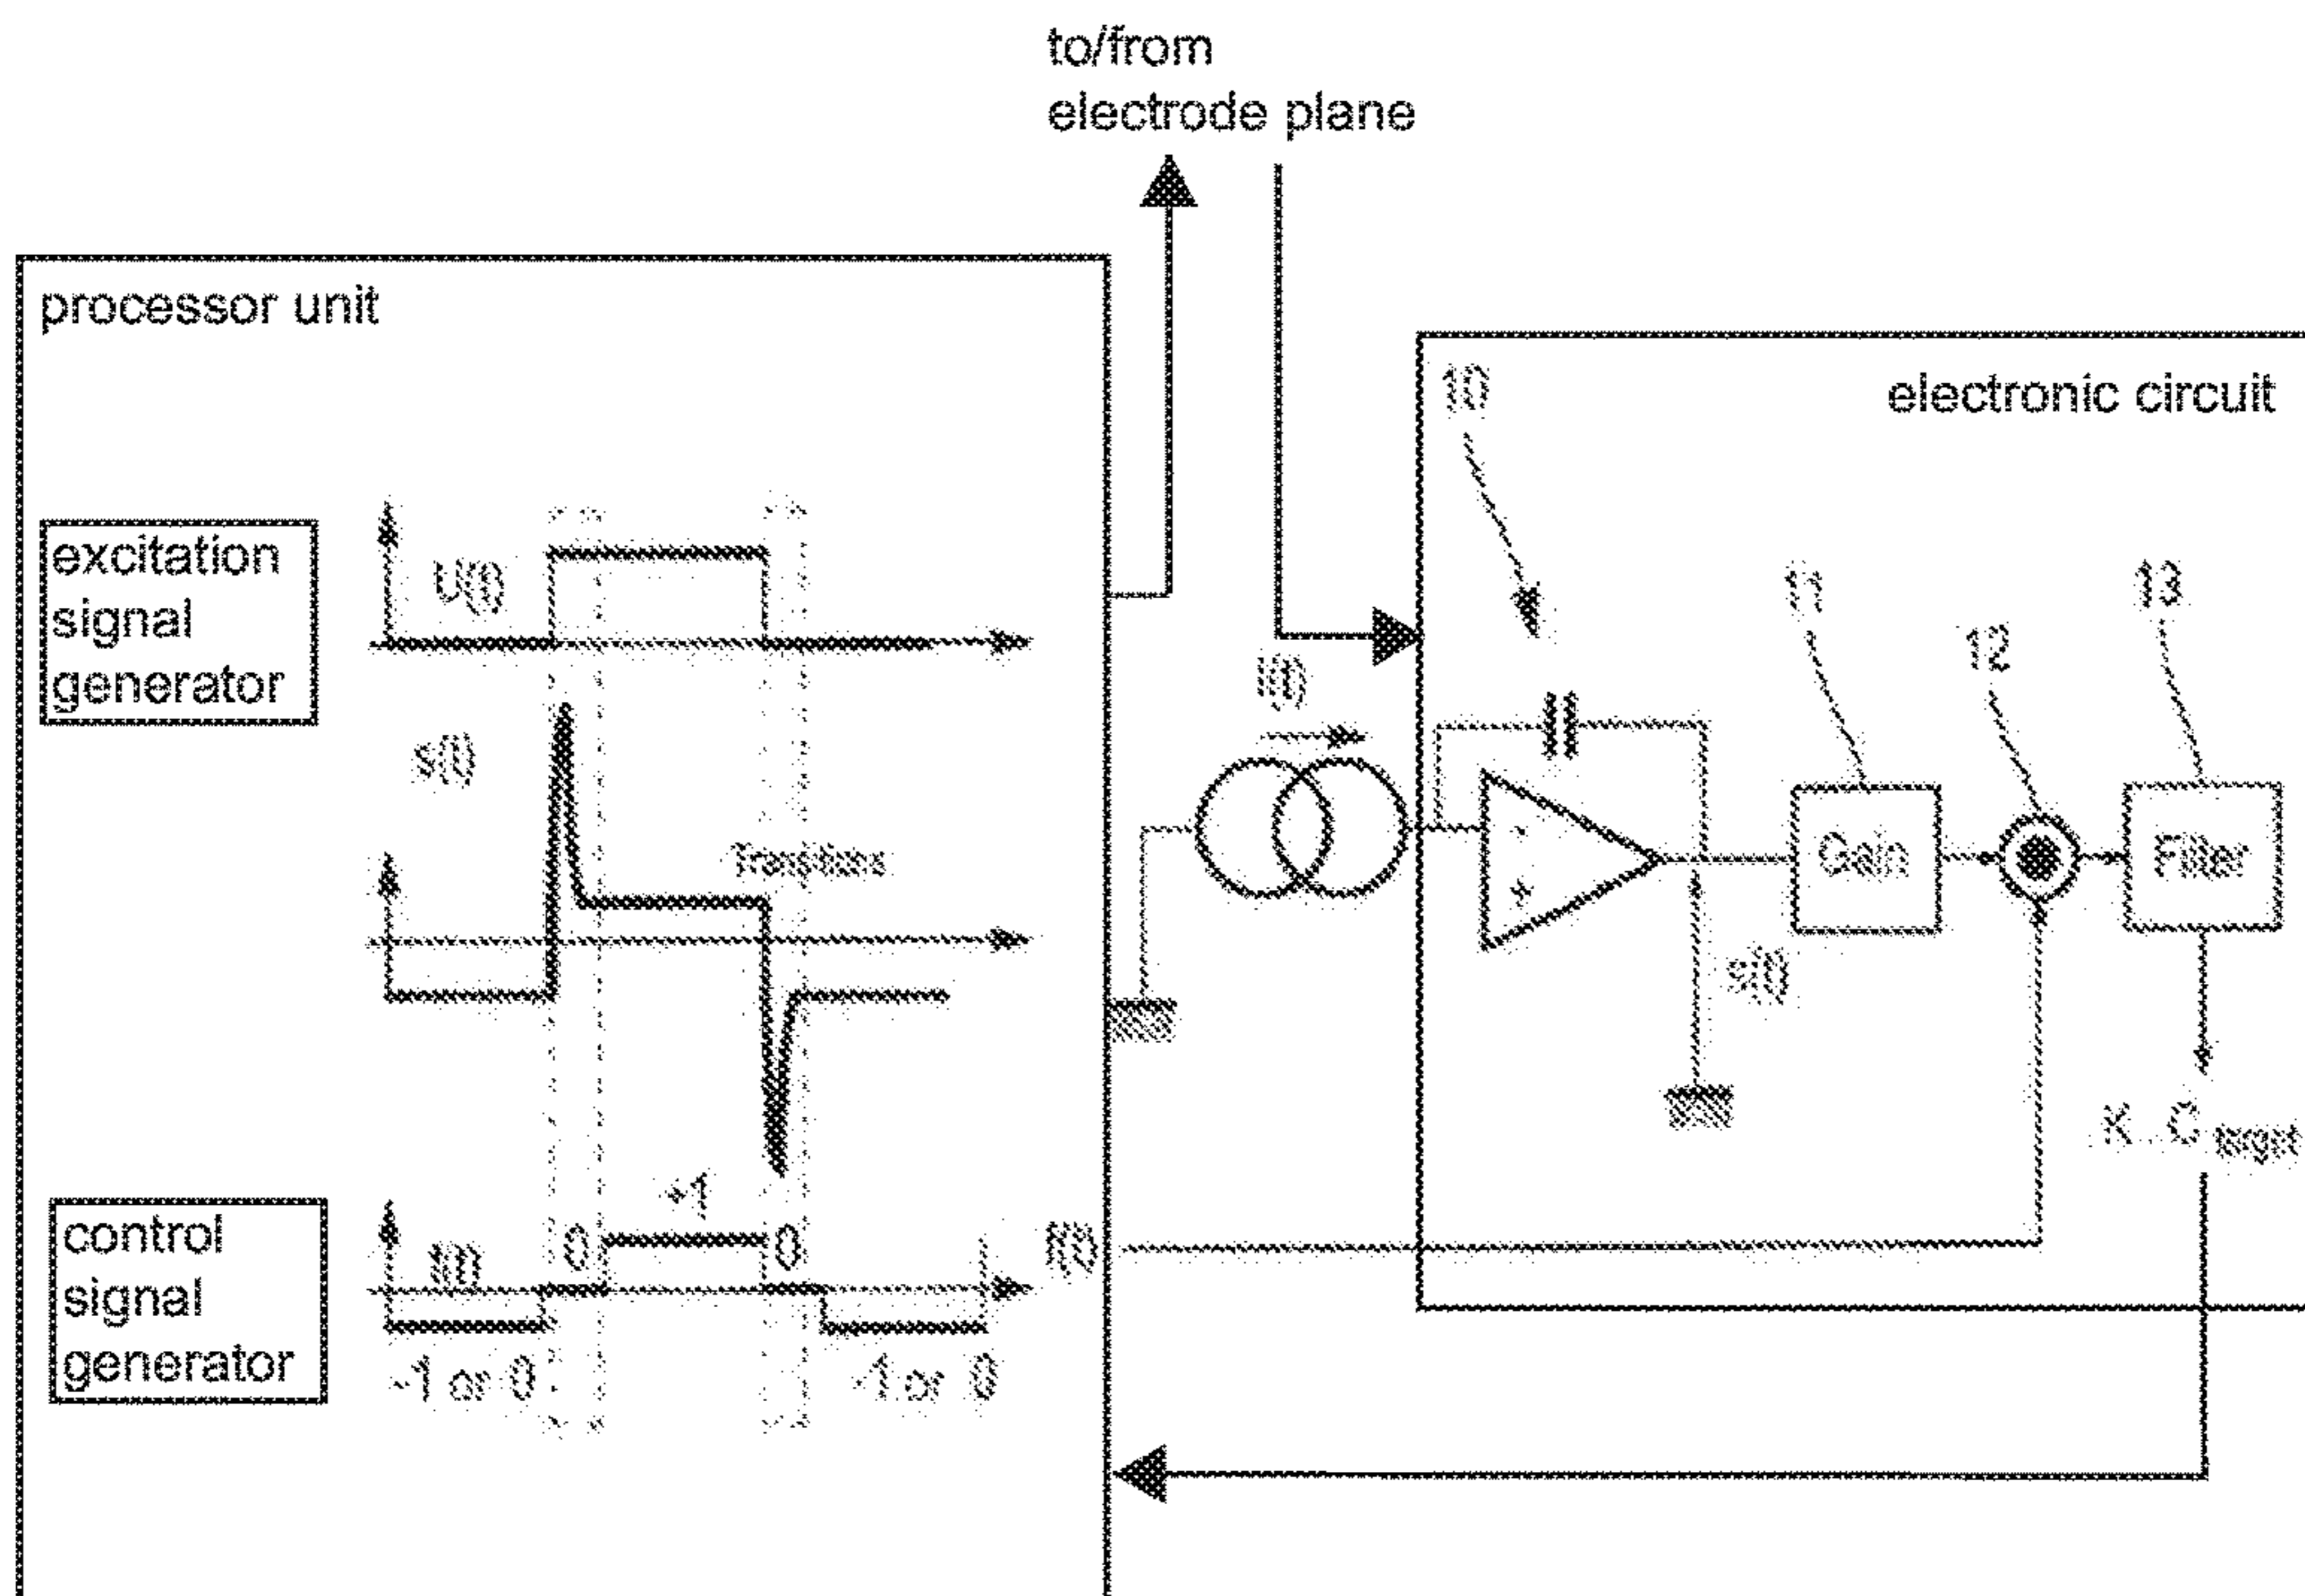 to/from
electrode plane
processor unit
electronic circuit
10
excitation
signal
generator
U(t)
11
13
12
I(t)
s(t)
Transitions
Gain
Filter
s(t)
K . C target
+1
control
signal
generator
0
0
f(t)
-1 or 0
-1 or 0